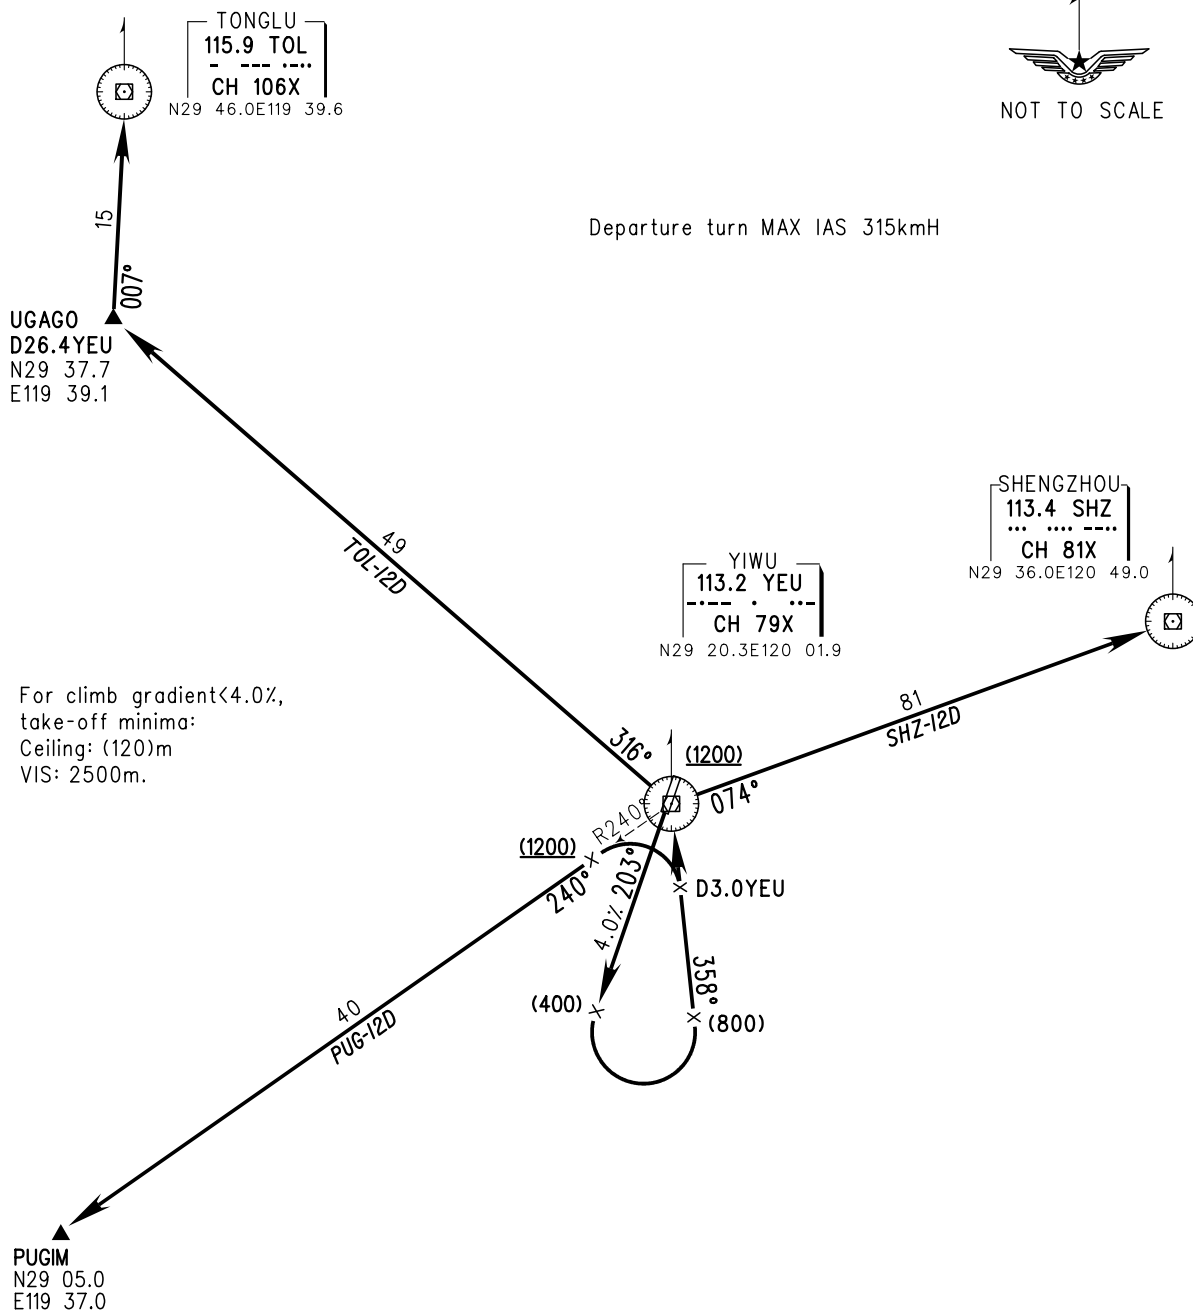 TONGLU
115.9 TOL
CH 106X
N29 46.0E119 39.6
NOT TO SCALE
Departure turn MAX IAS 315kmH
15
007°
UGAGO
D26.4YEU
N29 37.7
E119 39.1
49
TOL-12D
SHENGZHOU
113.4 SHZ
CH 81X
N29 36.0E120 49.0
YIWU
113.2 YEU
CH 79X
N29 20.3E120 01.9
For climb gradient<4.0%,
take-off minima:
Ceiling: (120)m
VIS: 2500m.
81
SHZ-12D
316°
(1200)
074°
R240°
(1200)
240°
4.0% 203°
D3.0YEU
358°
(400)
(800)
40
PUG-12D
PUGIM
N29 05.0
E119 37.0